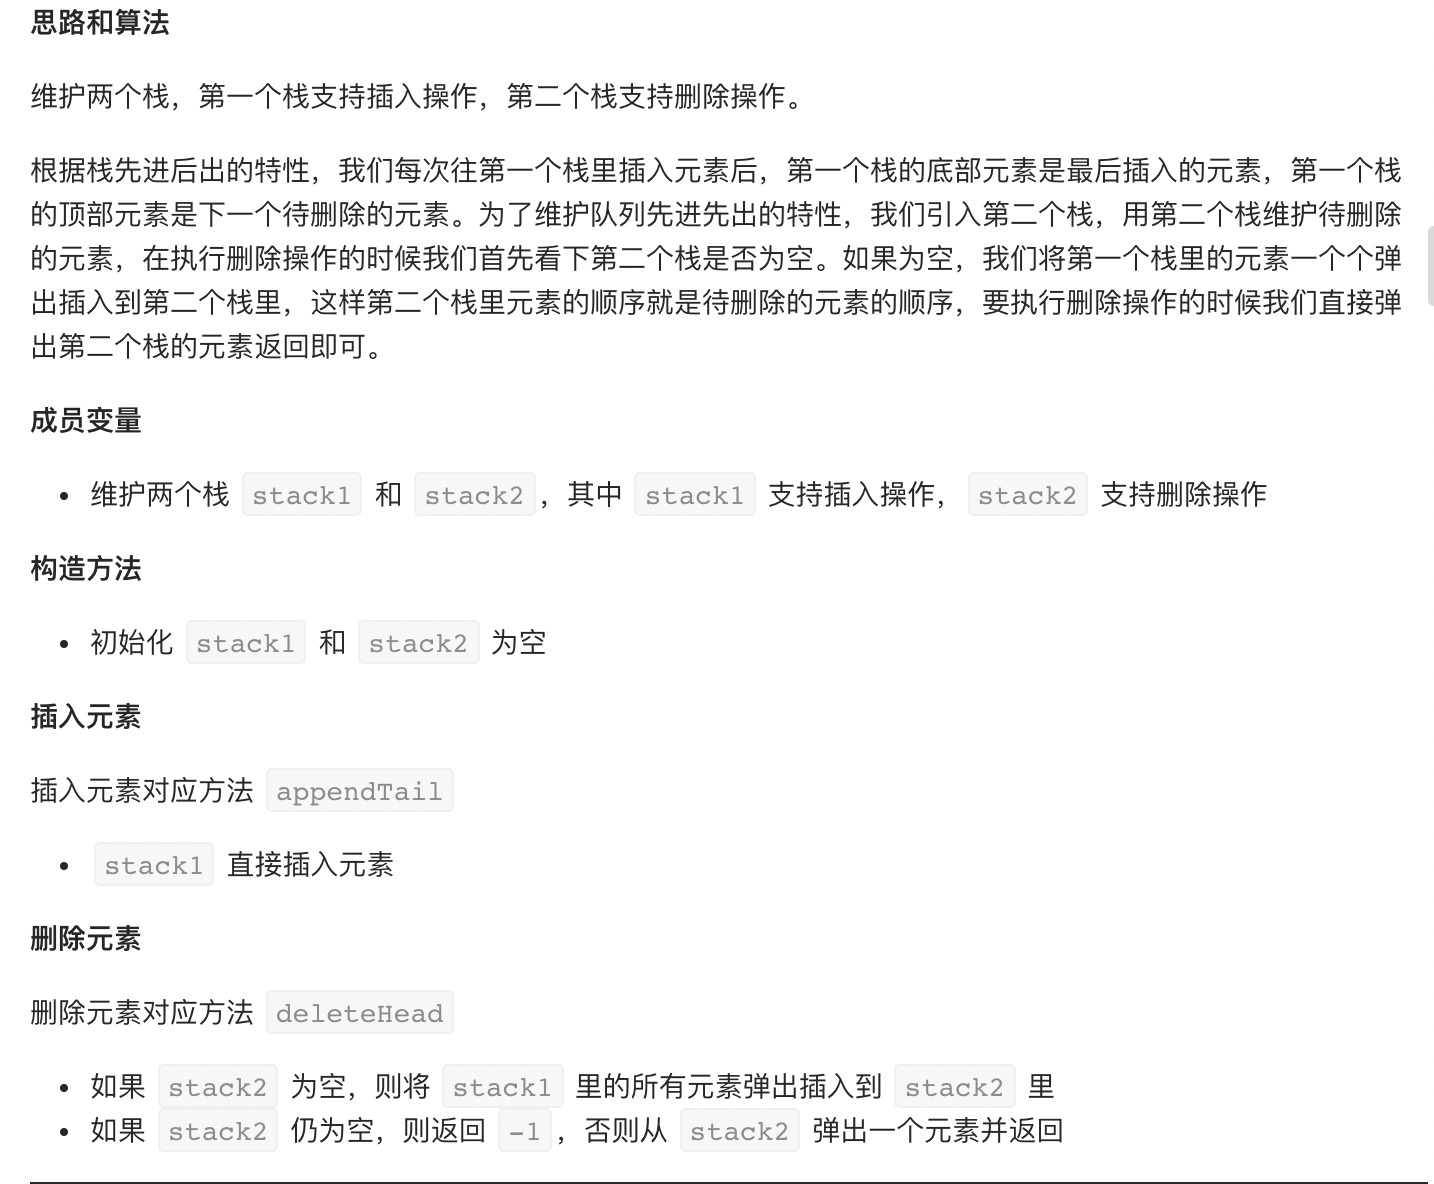 思路和算法
维护两个栈，第一个栈支持插入操作，第二个栈支持删除操作。
根据栈先进后出的特性，我们每次往第一个栈里插入元素后，第一个栈的底部元素是最后插入的元素，第一个栈
的顶部元素是下一个待删除的元素。为了维护队列先进先出的特性，我们引入第二个栈，用第二个栈维护待删除
的元素，在执行删除操作的时候我们首先看下第二个栈是否为空。如果为空，我们将第一个栈里的元素一个个弹
出插入到第二个栈里，这样第二个栈里元素的顺序就是待删除的元素的顺序，要执行删除操作的时候我们直接弹
出第二个栈的元素返回即可。
成员变量
• 维护两个栈 stack1 和 stack2，其中 stack1 支持插入操作，stack2 支持删除操作
构造方法
• 初始化 stack1 和 stack2 为空
插入元素
插入元素对应方法 appendTail
• stack1 直接插入元素
删除元素
删除元素对应方法 deleteHead
• 如果 stack2 为空，则将 stack1 里的所有元素弹出插入到 stack2 里
• 如果 stack2 仍为空，则返回 -1，否则从 stack2 弹出一个元素并返回